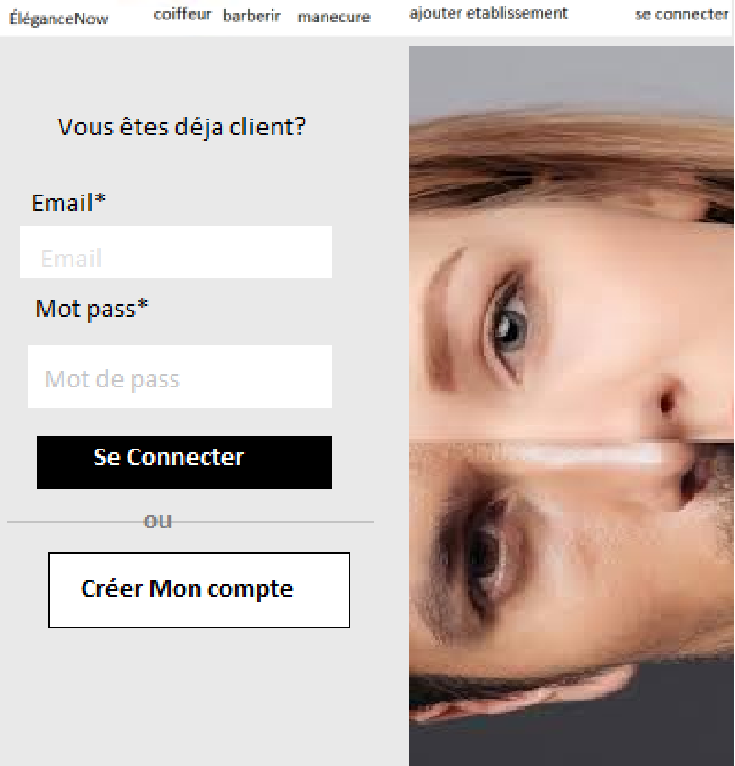 ÉléganceNow coiffeur barberir manecure ajouter etablissement se connecter
Vous êtes déja client?
Email*
Email
Mot pass*
Mot de pass
Se Connecter
ou
Créer Mon compte